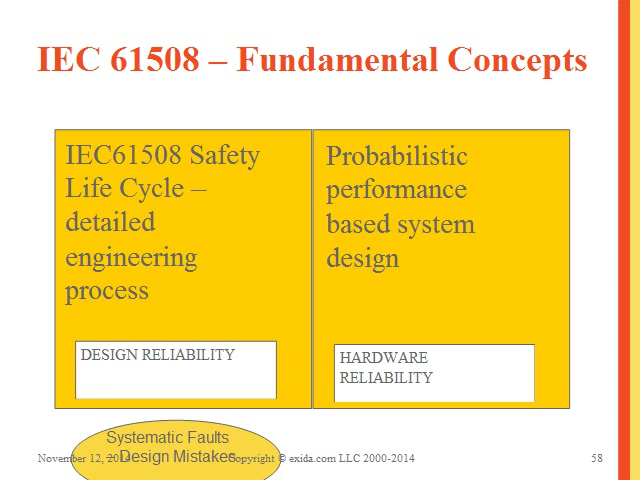 IEC 61508 – Fundamental Concepts
IEC61508 Safety
Life Cycle –
detailed
engineering
process
DESIGN RELIABILITY
Probabilistic
performance
based system
design
HARDWARE
RELIABILITY
Systematic Faults
– Design Mistakes
November 12, 2014
Copyright © exida.com LLC 2000-2014
58